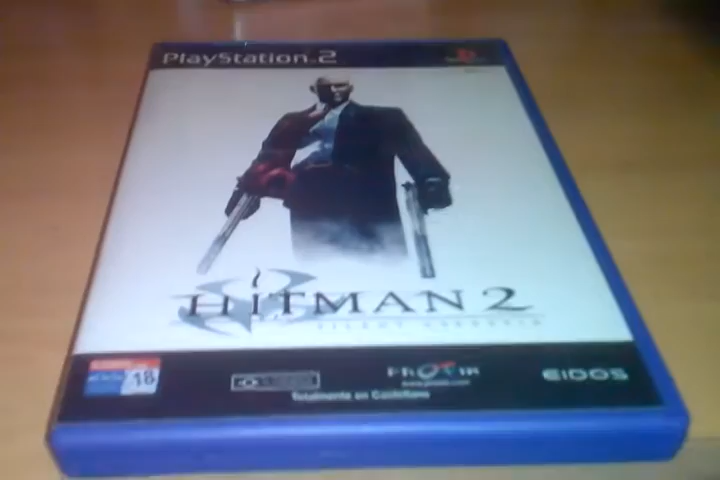 PlayStation 2
HITMAN 2
18
PROEIN
EIDOS
Totalmente en Castellano